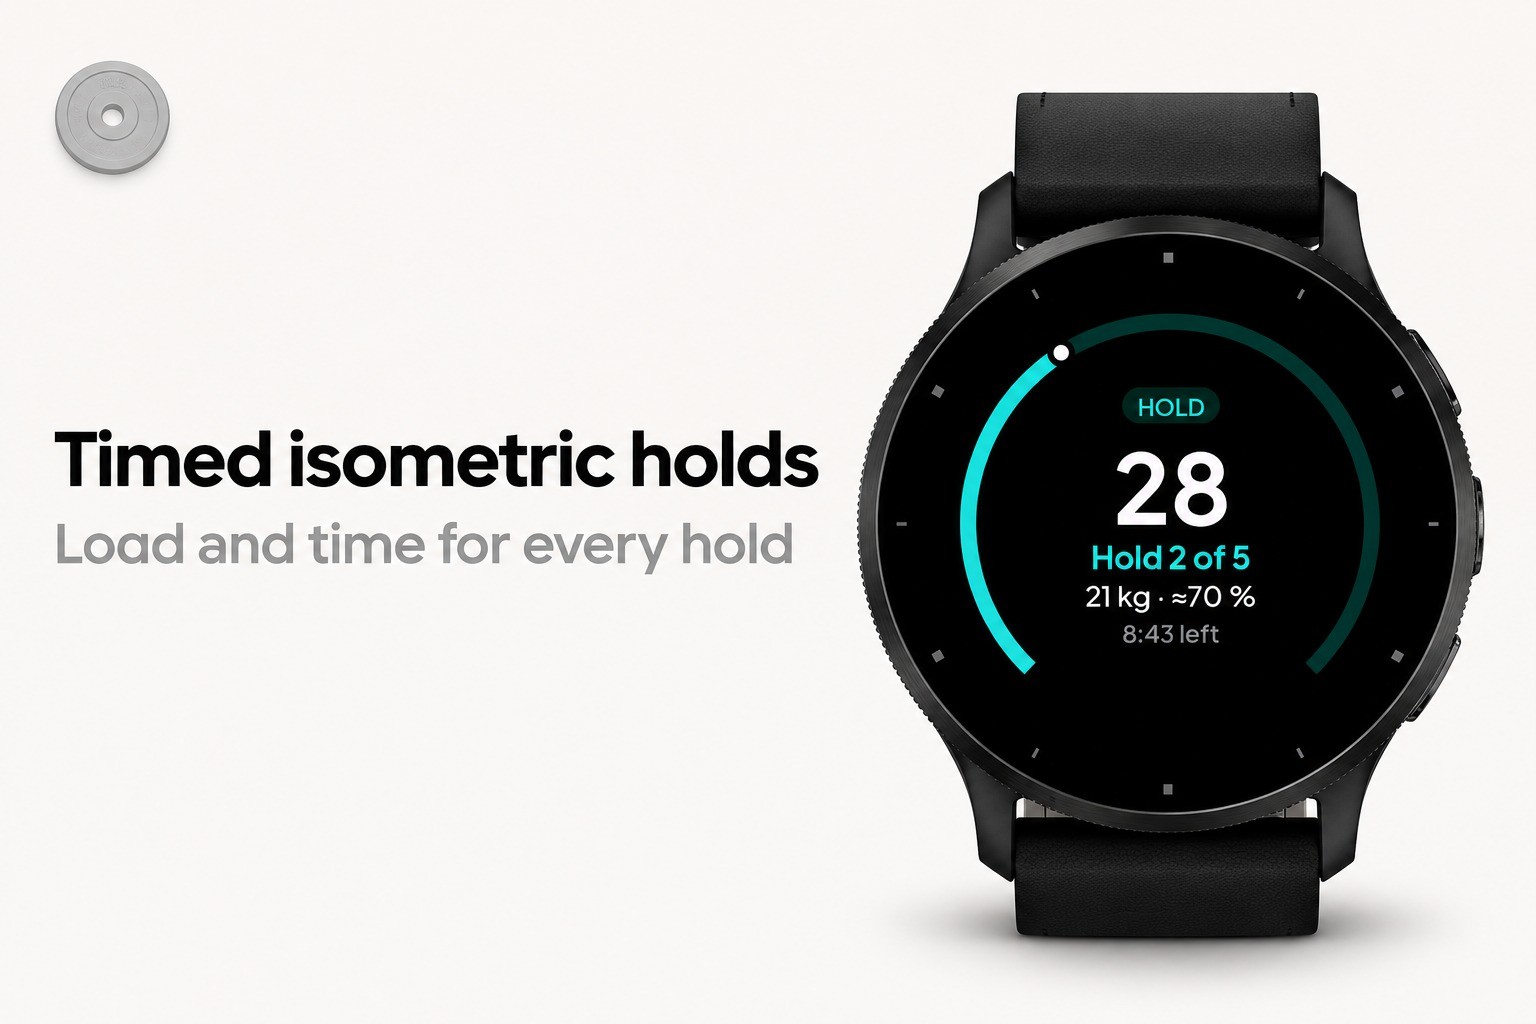 Timed isometric holds
Load and time for every hold
HOLD
28
Hold 2 of 5
21 kg · ≈70 %
8:43 left